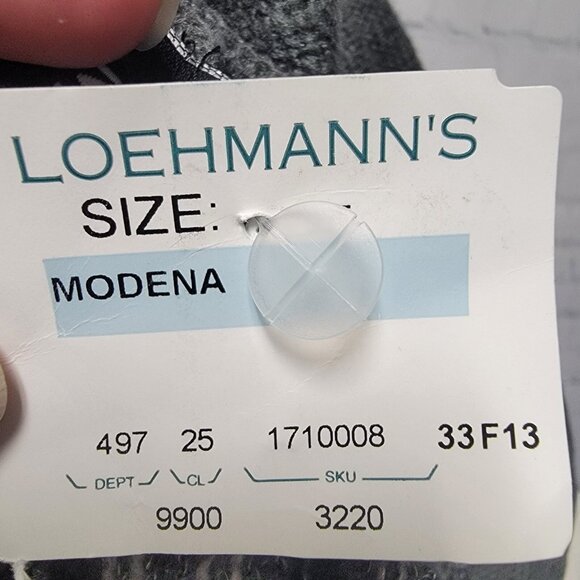 LOEHMANN'S
SIZE:
MODENA
497 25 1710008 33F13
DEPT CL SKU
9900 3220